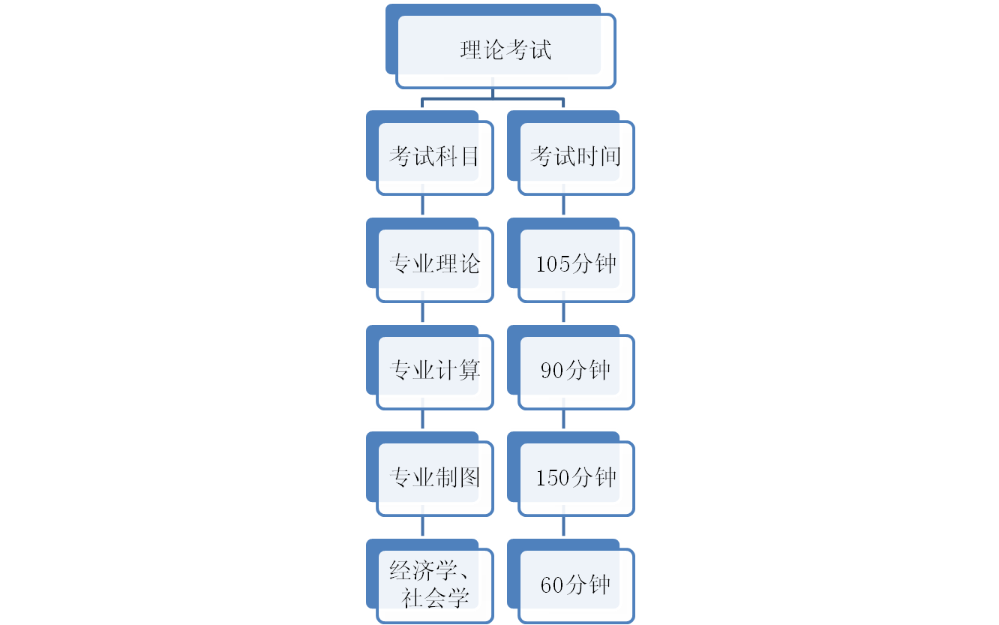 理论考试
考试科目
考试时间
专业理论
105分钟
专业计算
90分钟
专业制图
150分钟
经济学、
社会学
60分钟